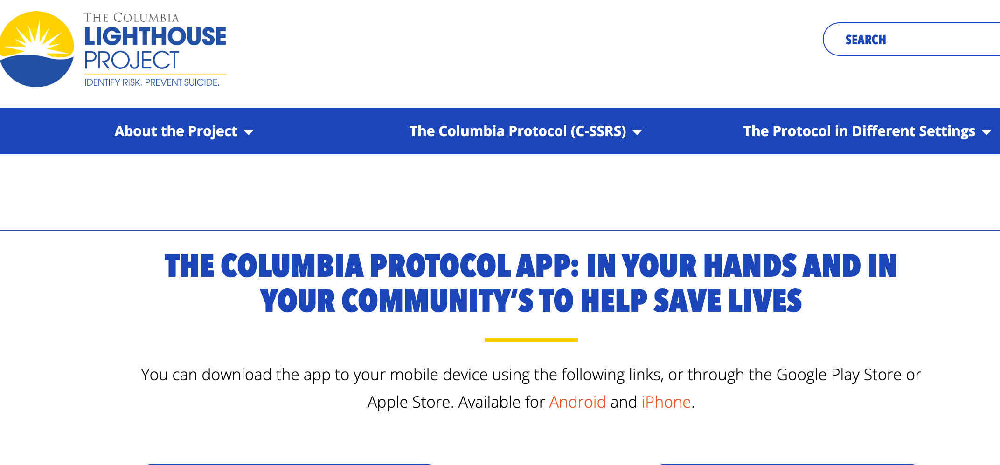 THE COLUMBIA
LIGHTHOUSE
PROJECT
IDENTIFY RISK. PREVENT SUICIDE.
SEARCH
About the Project
The Columbia Protocol (C-SSRS)
The Protocol in Different Settings
THE COLUMBIA PROTOCOL APP: IN YOUR HANDS AND IN
YOUR COMMUNITY’S TO HELP SAVE LIVES
You can download the app to your mobile device using the following links, or through the Google Play Store or
Apple Store. Available for Android and iPhone.